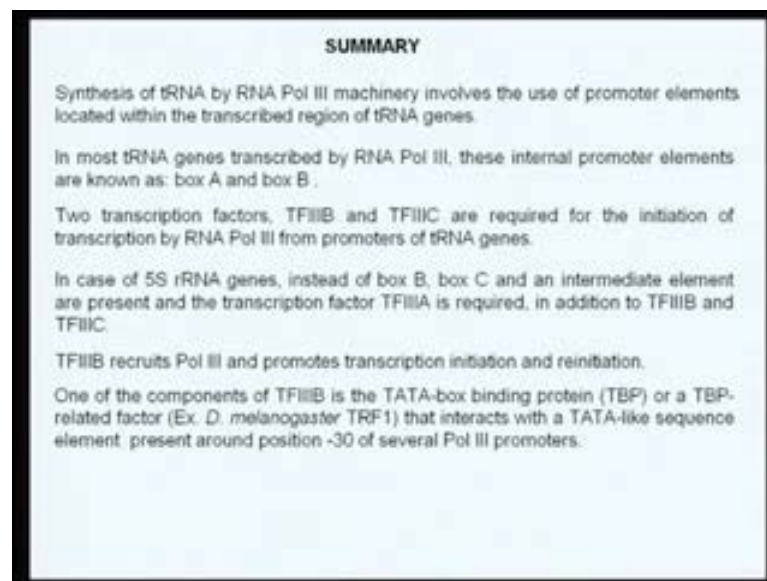 SUMMARY
Synthesis of tRNA by RNA Pol III machinery involves the use of promoter elements
located within the transcribed region of tRNA genes.
In most tRNA genes transcribed by RNA Pol III, these internal promoter elements
are known as: box A and box B .
Two transcription factors, TFIIIB and TFIIIC are required for the initiation of
transcription by RNA Pol III from promoters of tRNA genes.
In case of 5S rRNA genes, instead of box B, box C and an intermediate element
are present and the transcription factor TFIIIA is required, in addition to TFIIIB and
TFIIIC.
TFIIIB recruits Pol III and promotes transcription initiation and reinitiation.
One of the components of TFIIIB is the TATA-box binding protein (TBP) or a TBP-
related factor (Ex. D. melanogaster TRF1) that interacts with a TATA-like sequence
element present around position -30 of several Pol III promoters.